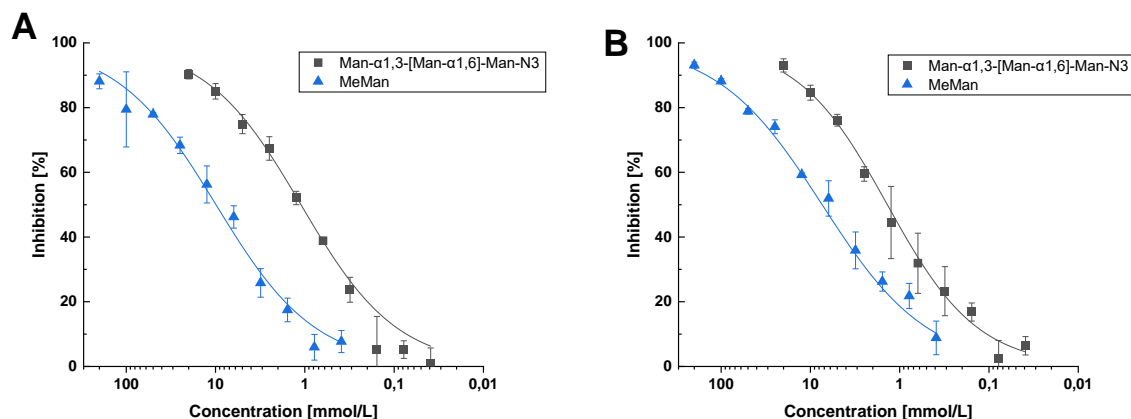 A
Man-α1,3-[Man-α1,6]-Man-N3
MeMan
Inhibition [%]
100
80
60
40
20
0
100
10
1
0,1
0,01
Concentration [mmol/L]
B
Man-α1,3-[Man-α1,6]-Man-N3
MeMan
Inhibition [%]
100
80
60
40
20
0
100
10
1
0,1
0,01
Concentration [mmol/L]